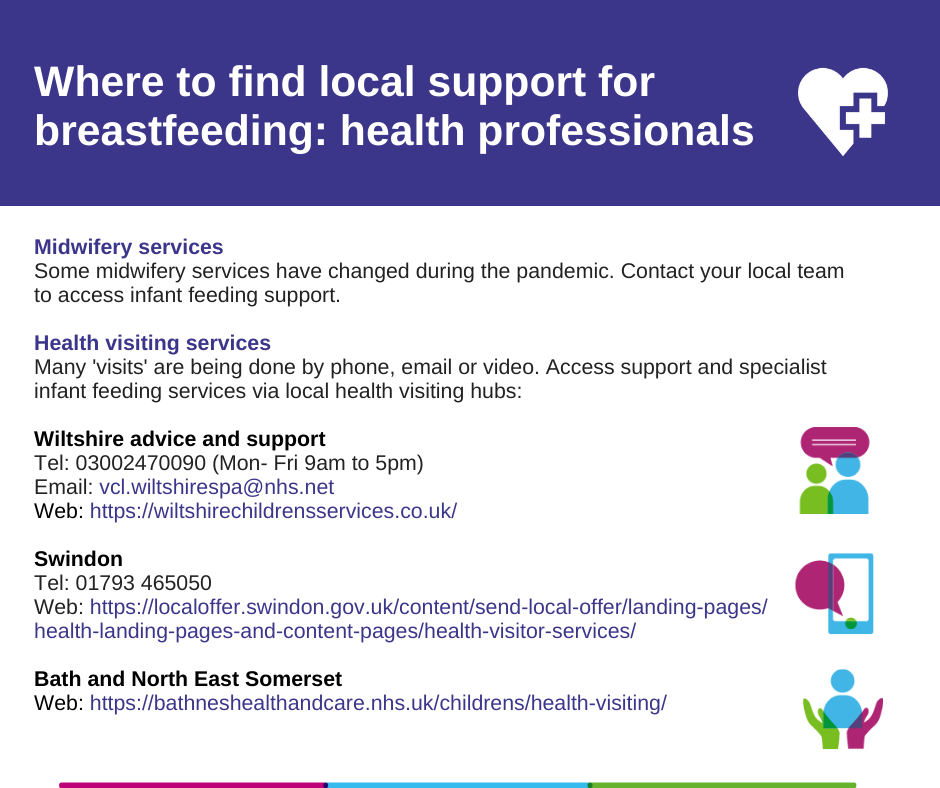 Where to find local support for
breastfeeding: health professionals
Midwifery services
Some midwifery services have changed during the pandemic. Contact your local team
to access infant feeding support.
Health visiting services
Many 'visits' are being done by phone, email or video. Access support and specialist
infant feeding services via local health visiting hubs:
Wiltshire advice and support
Tel: 03002470090 (Mon- Fri 9am to 5pm)
Email: vcl.wiltshirespa@nhs.net
Web: https://wiltshirechildrensservices.co.uk/
Swindon
Tel: 01793 465050
Web: https://localoffer.swindon.gov.uk/content/send-local-offer/landing-pages/
health-landing-pages-and-content-pages/health-visitor-services/
Bath and North East Somerset
Web: https://bathneshealthandcare.nhs.uk/childrens/health-visiting/